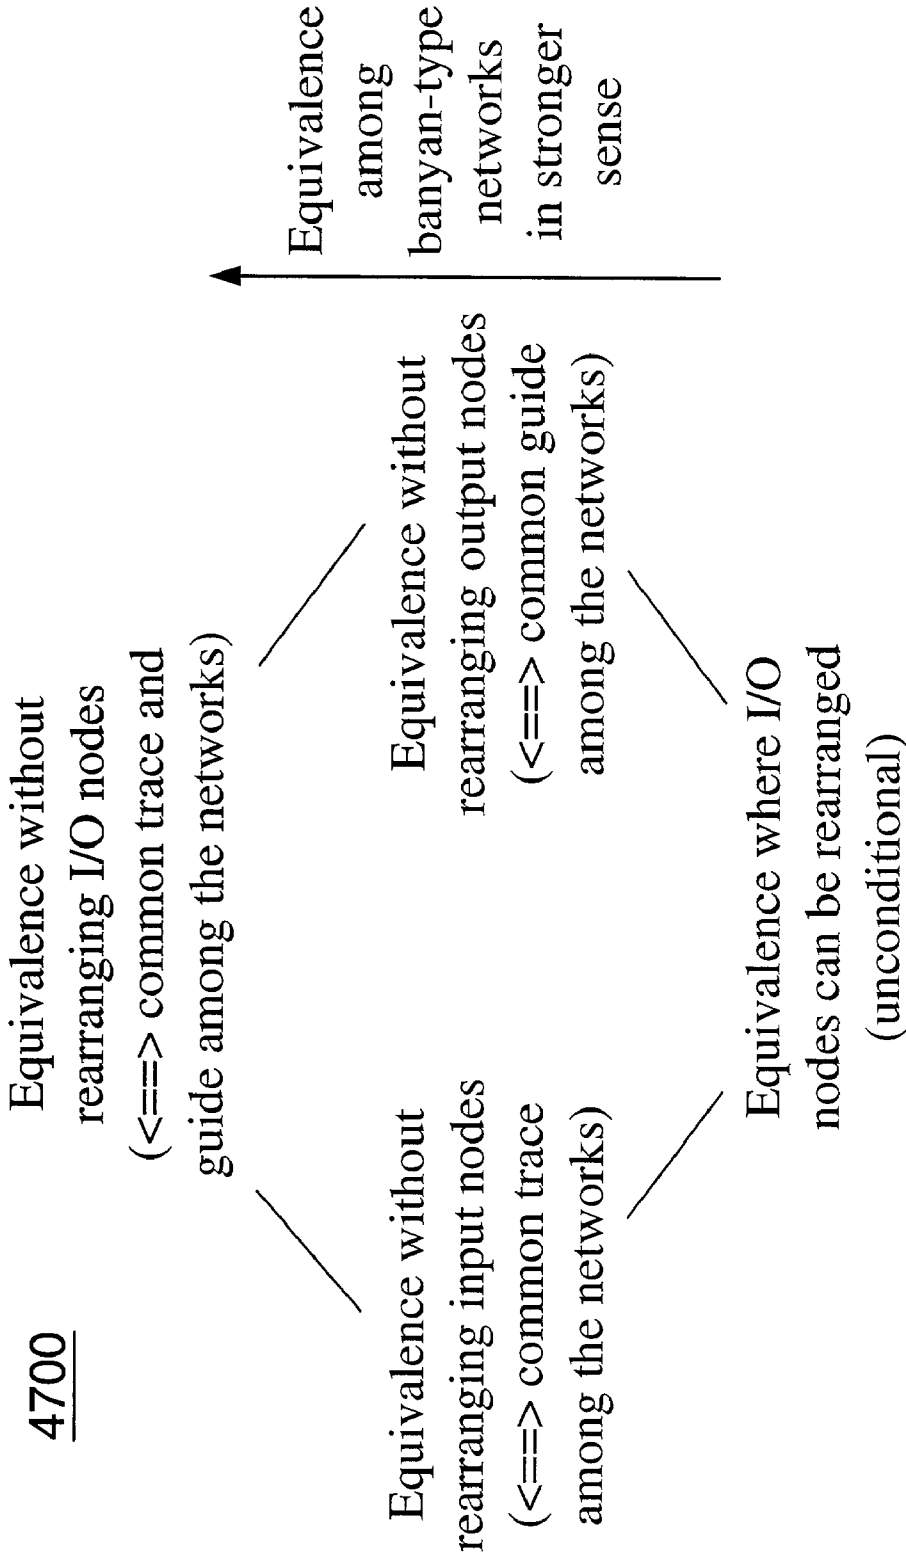 4700
Equivalence without
rearranging I/O nodes
(<==> common trace and
guide among the networks)
Equivalence without
rearranging input nodes
(<==> common trace
among the networks)
Equivalence without
rearranging output nodes
(<==> common guide
among the networks)
Equivalence where I/O
nodes can be rearranged
(unconditional)
Equivalence
among
banyan-type
networks
in stronger
sense